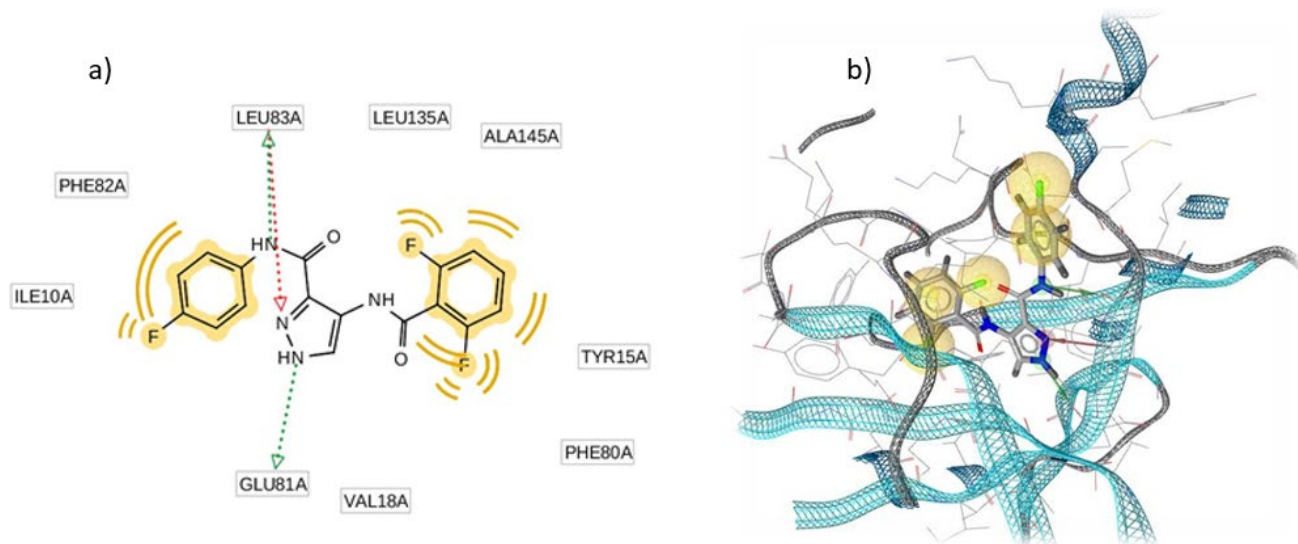 a)
b)
LEU83A
LEU135A
ALA145A
PHE82A
HN
O
F
ILE10A
F
N
NH
HN
O
F
TYR15A
PHE80A
GLU81A
VAL18A